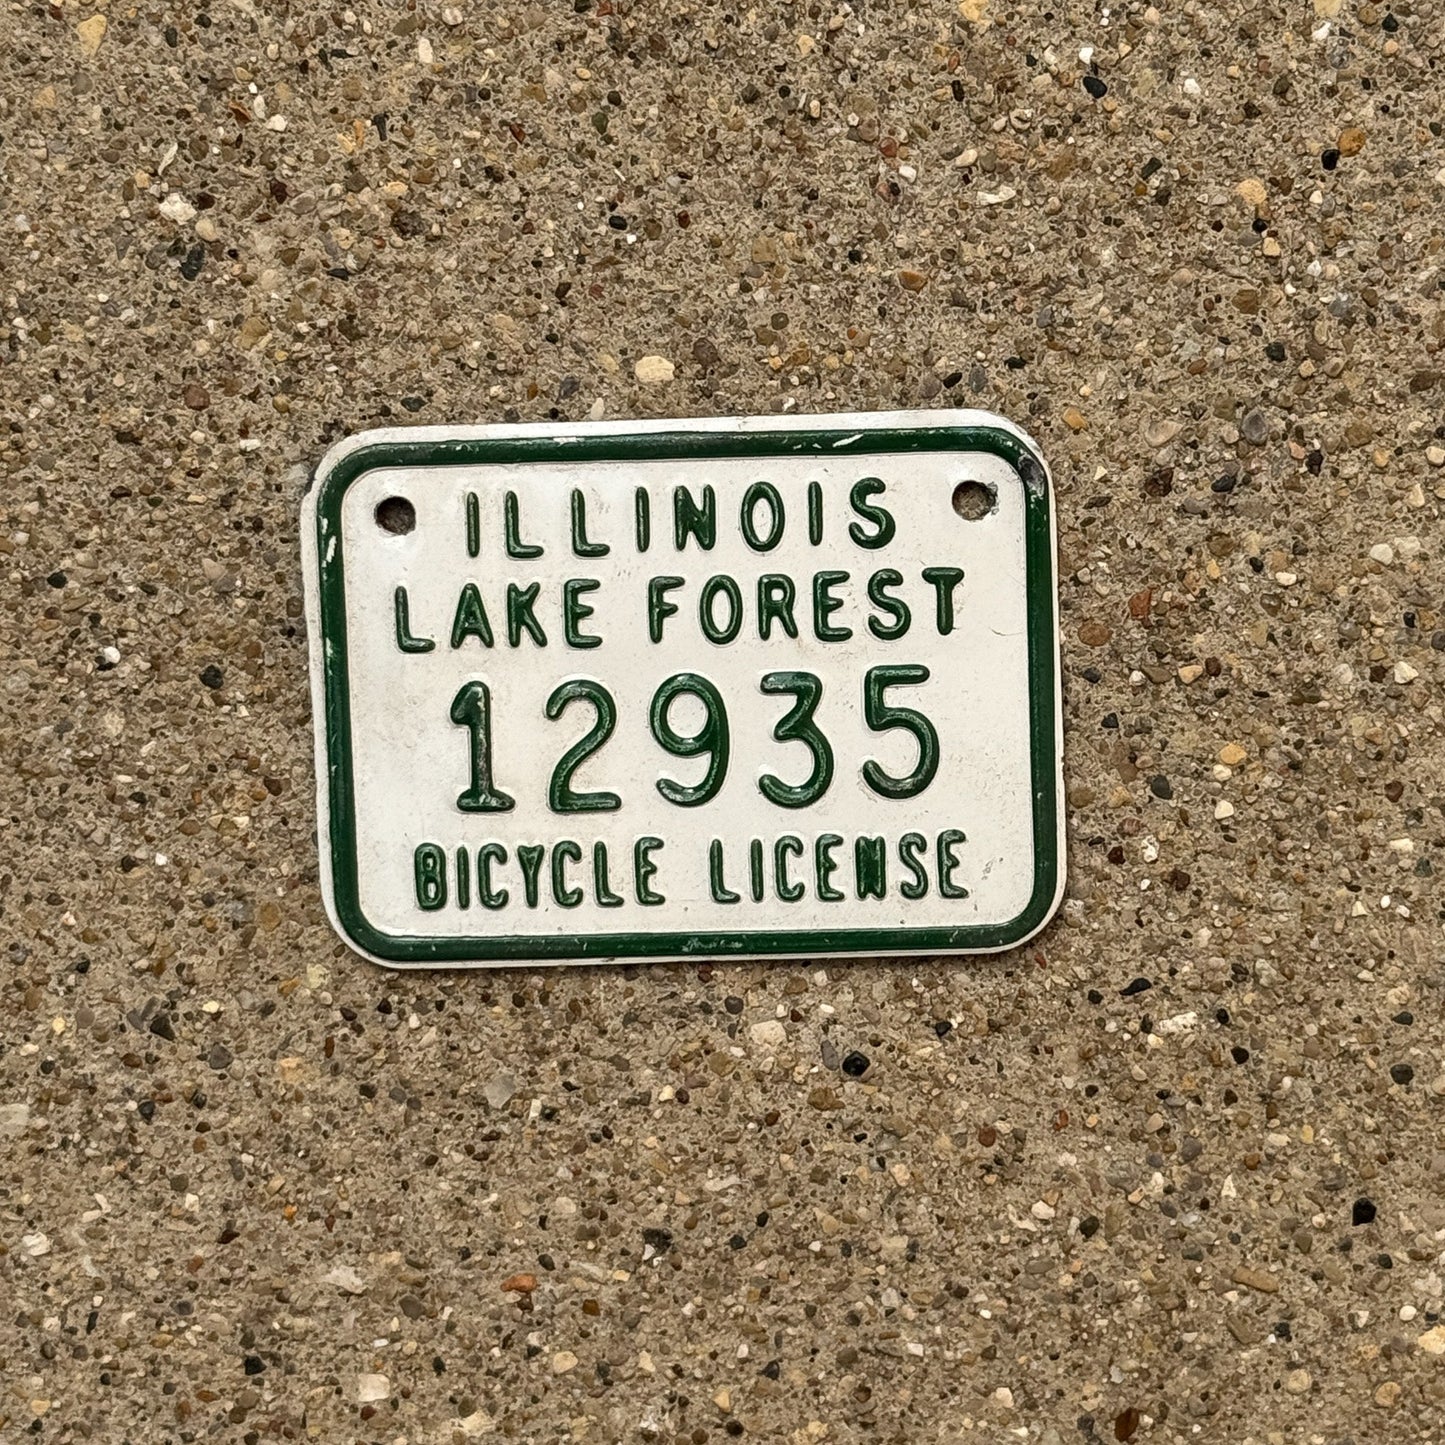 ILLINOIS
LAKE FOREST
12935
BICYCLE LICENSE